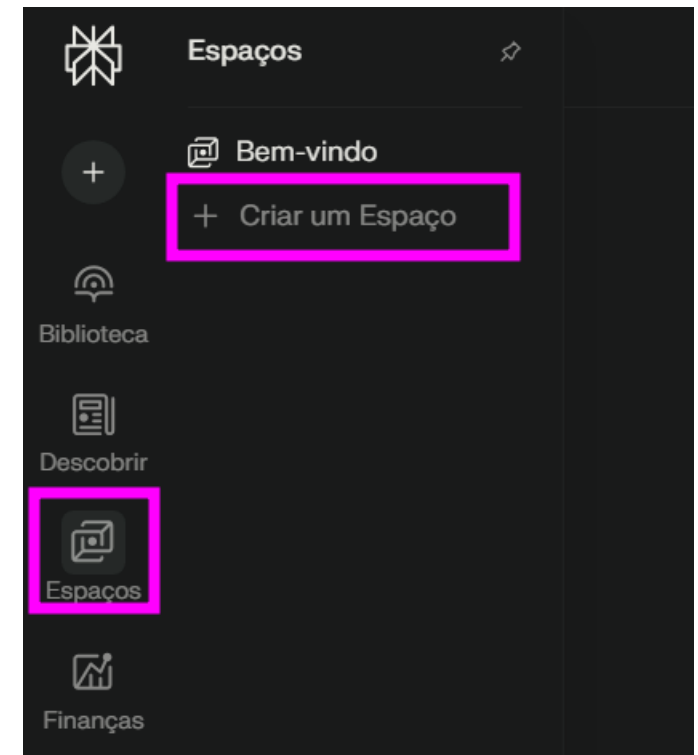 Espaços
Bem-vindo
+ Criar um Espaço
Biblioteca
Descobrir
Espaços
Finanças